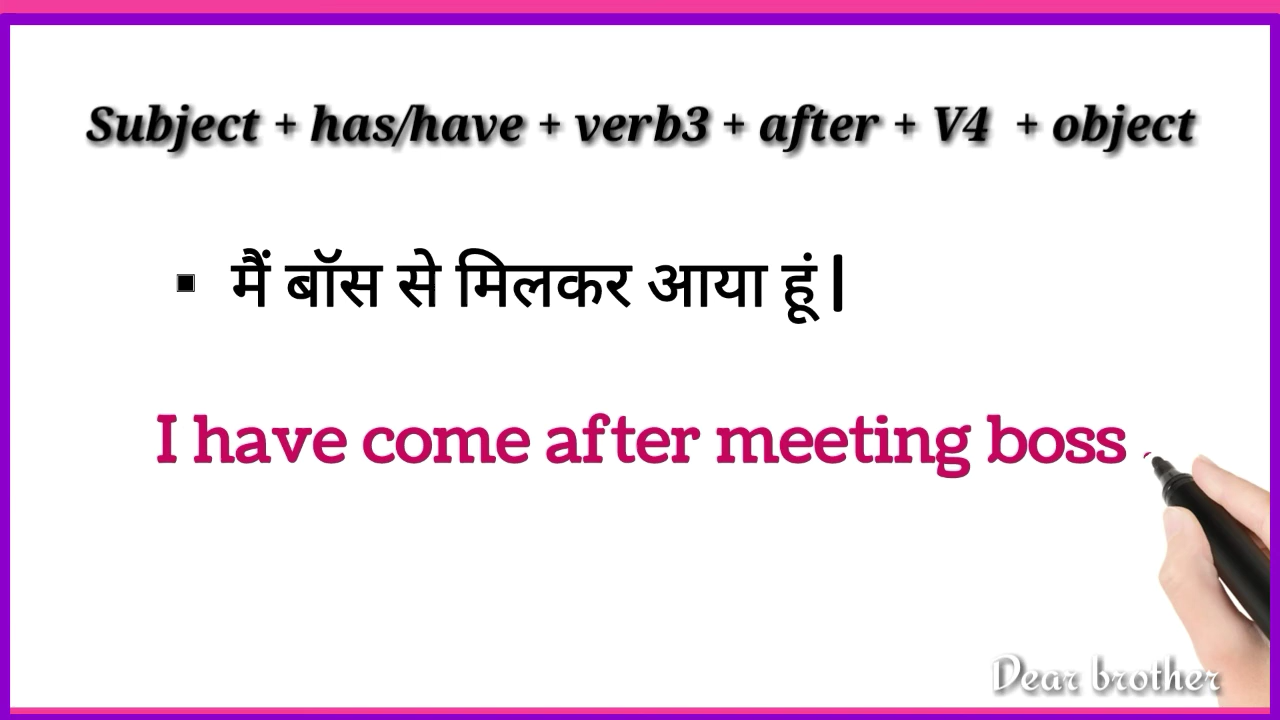 Subject + has/have + verb3 + after + V4 + object
▪ मैं बॉस से मिलकर आया हूं |
I have come after meeting boss .
Dear brother